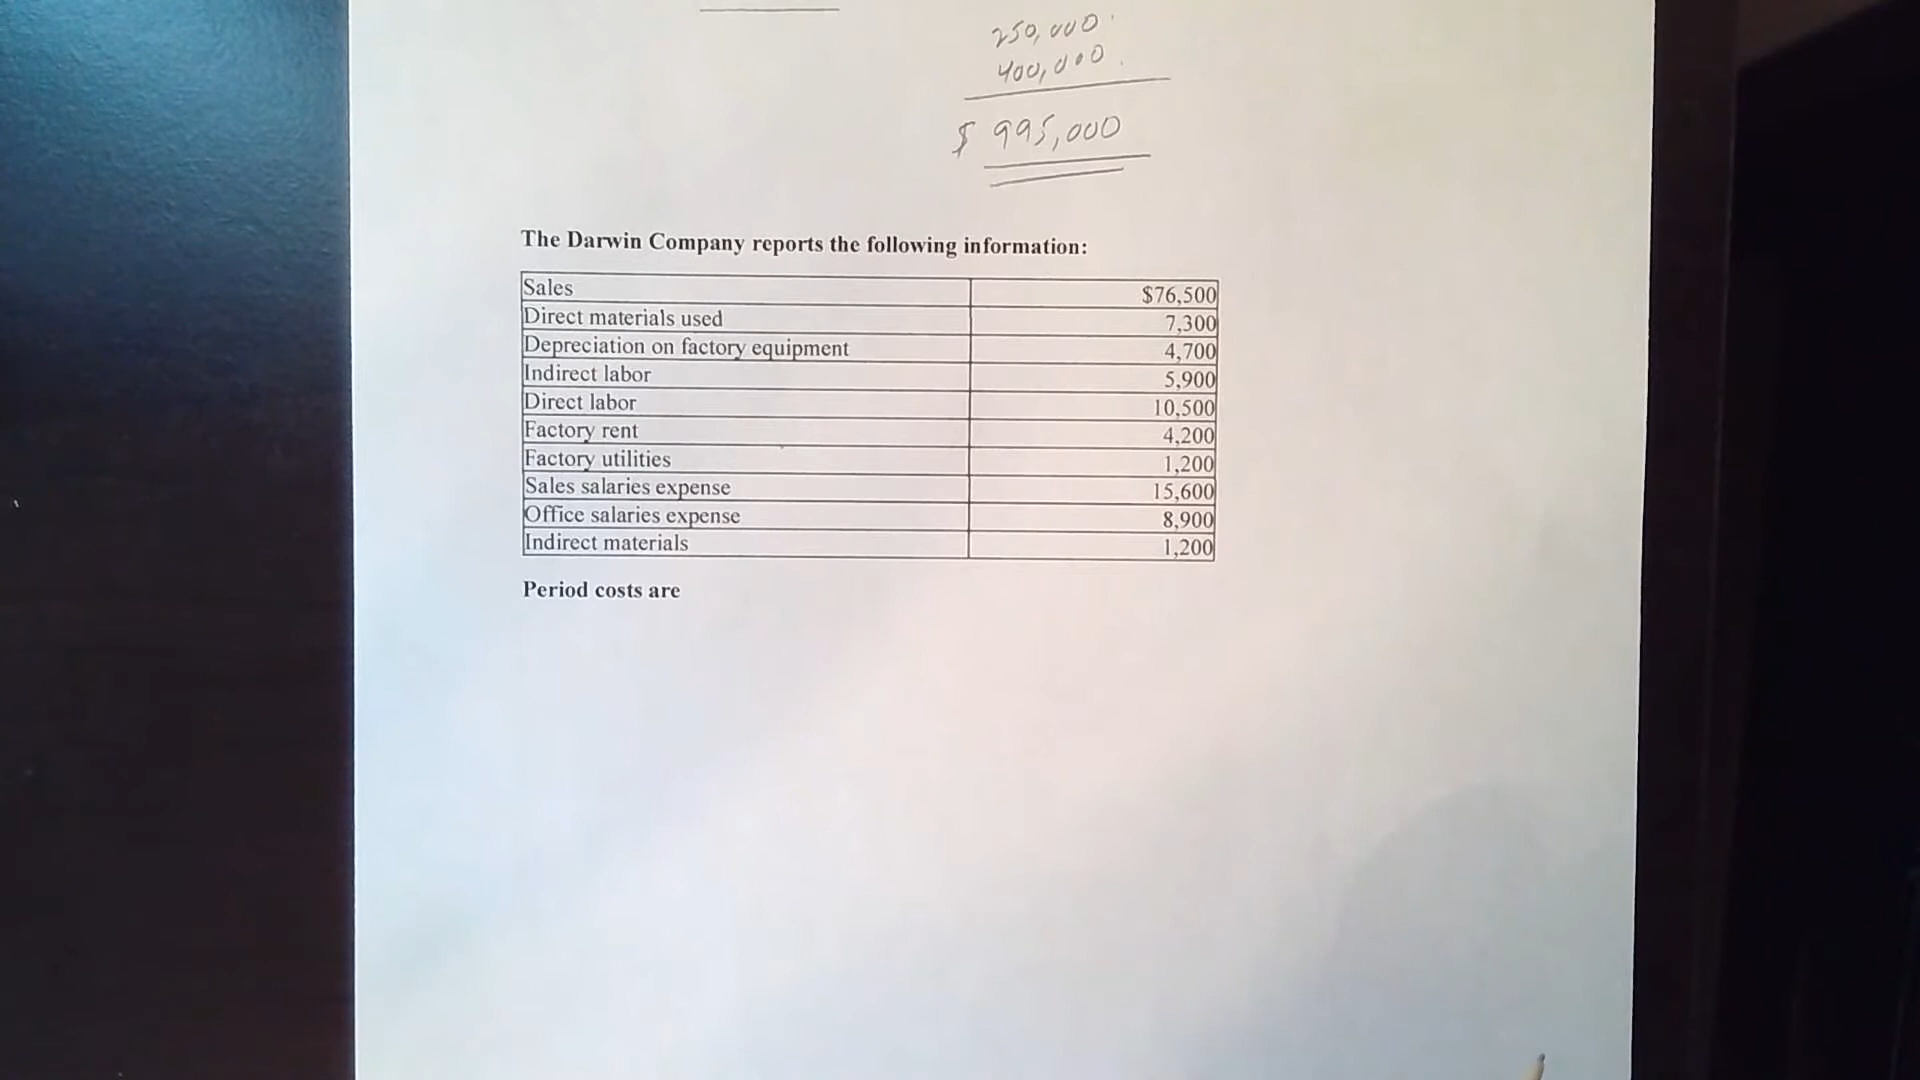 250,000
400,000
$ 995,000
The Darwin Company reports the following information:
Sales $76,500
Direct materials used 7,300
Depreciation on factory equipment 4,700
Indirect labor 5,900
Direct labor 10,500
Factory rent 4,200
Factory utilities 1,200
Sales salaries expense 15,600
Office salaries expense 8,900
Indirect materials 1,200
Period costs are